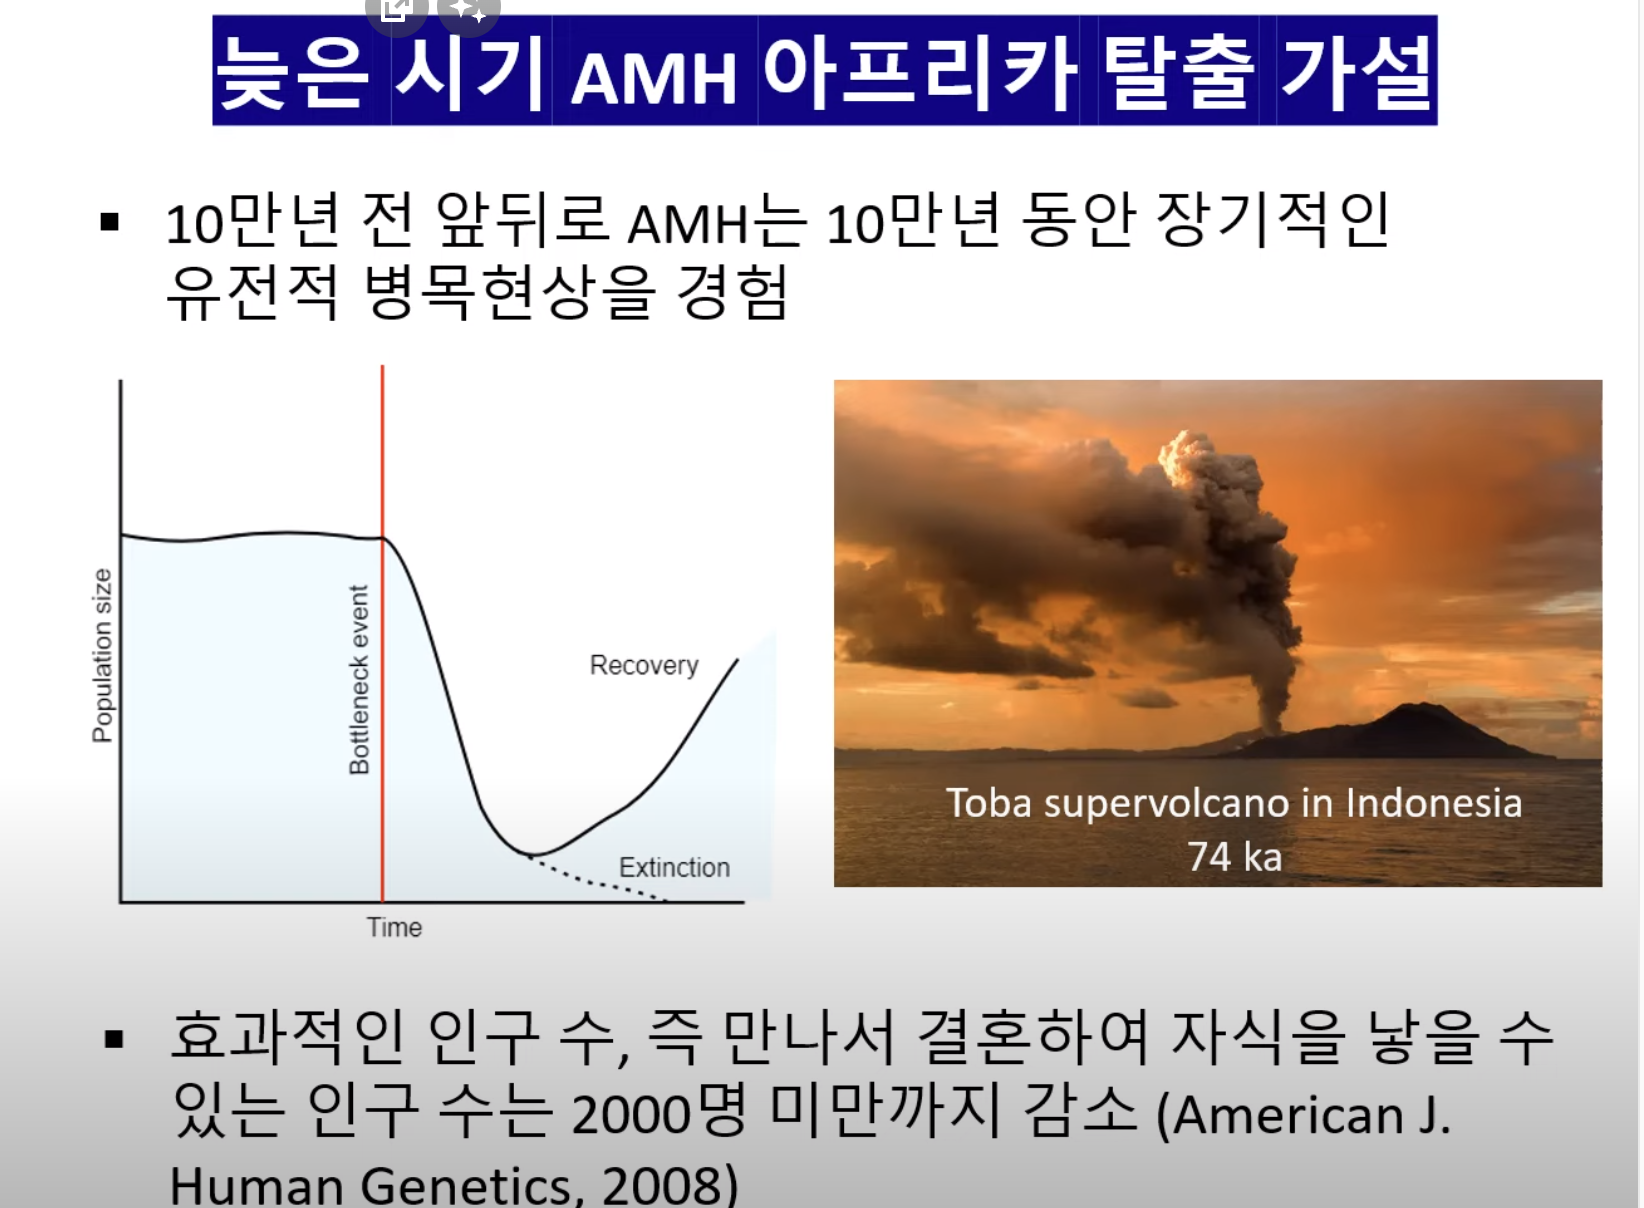 늦은 시기 AMH 아프리카 탈출 가설
▪ 10만년 전 앞뒤로 AMH는 10만년 동안 장기적인
유전적 병목현상을 경험
Population size
Bottleneck event
Recovery
Extinction
Time
Toba supervolcano in Indonesia
74 ka
▪ 효과적인 인구 수, 즉 만나서 결혼하여 자식을 낳을 수
있는 인구 수는 2000명 미만까지 감소 (American J.
Human Genetics, 2008)